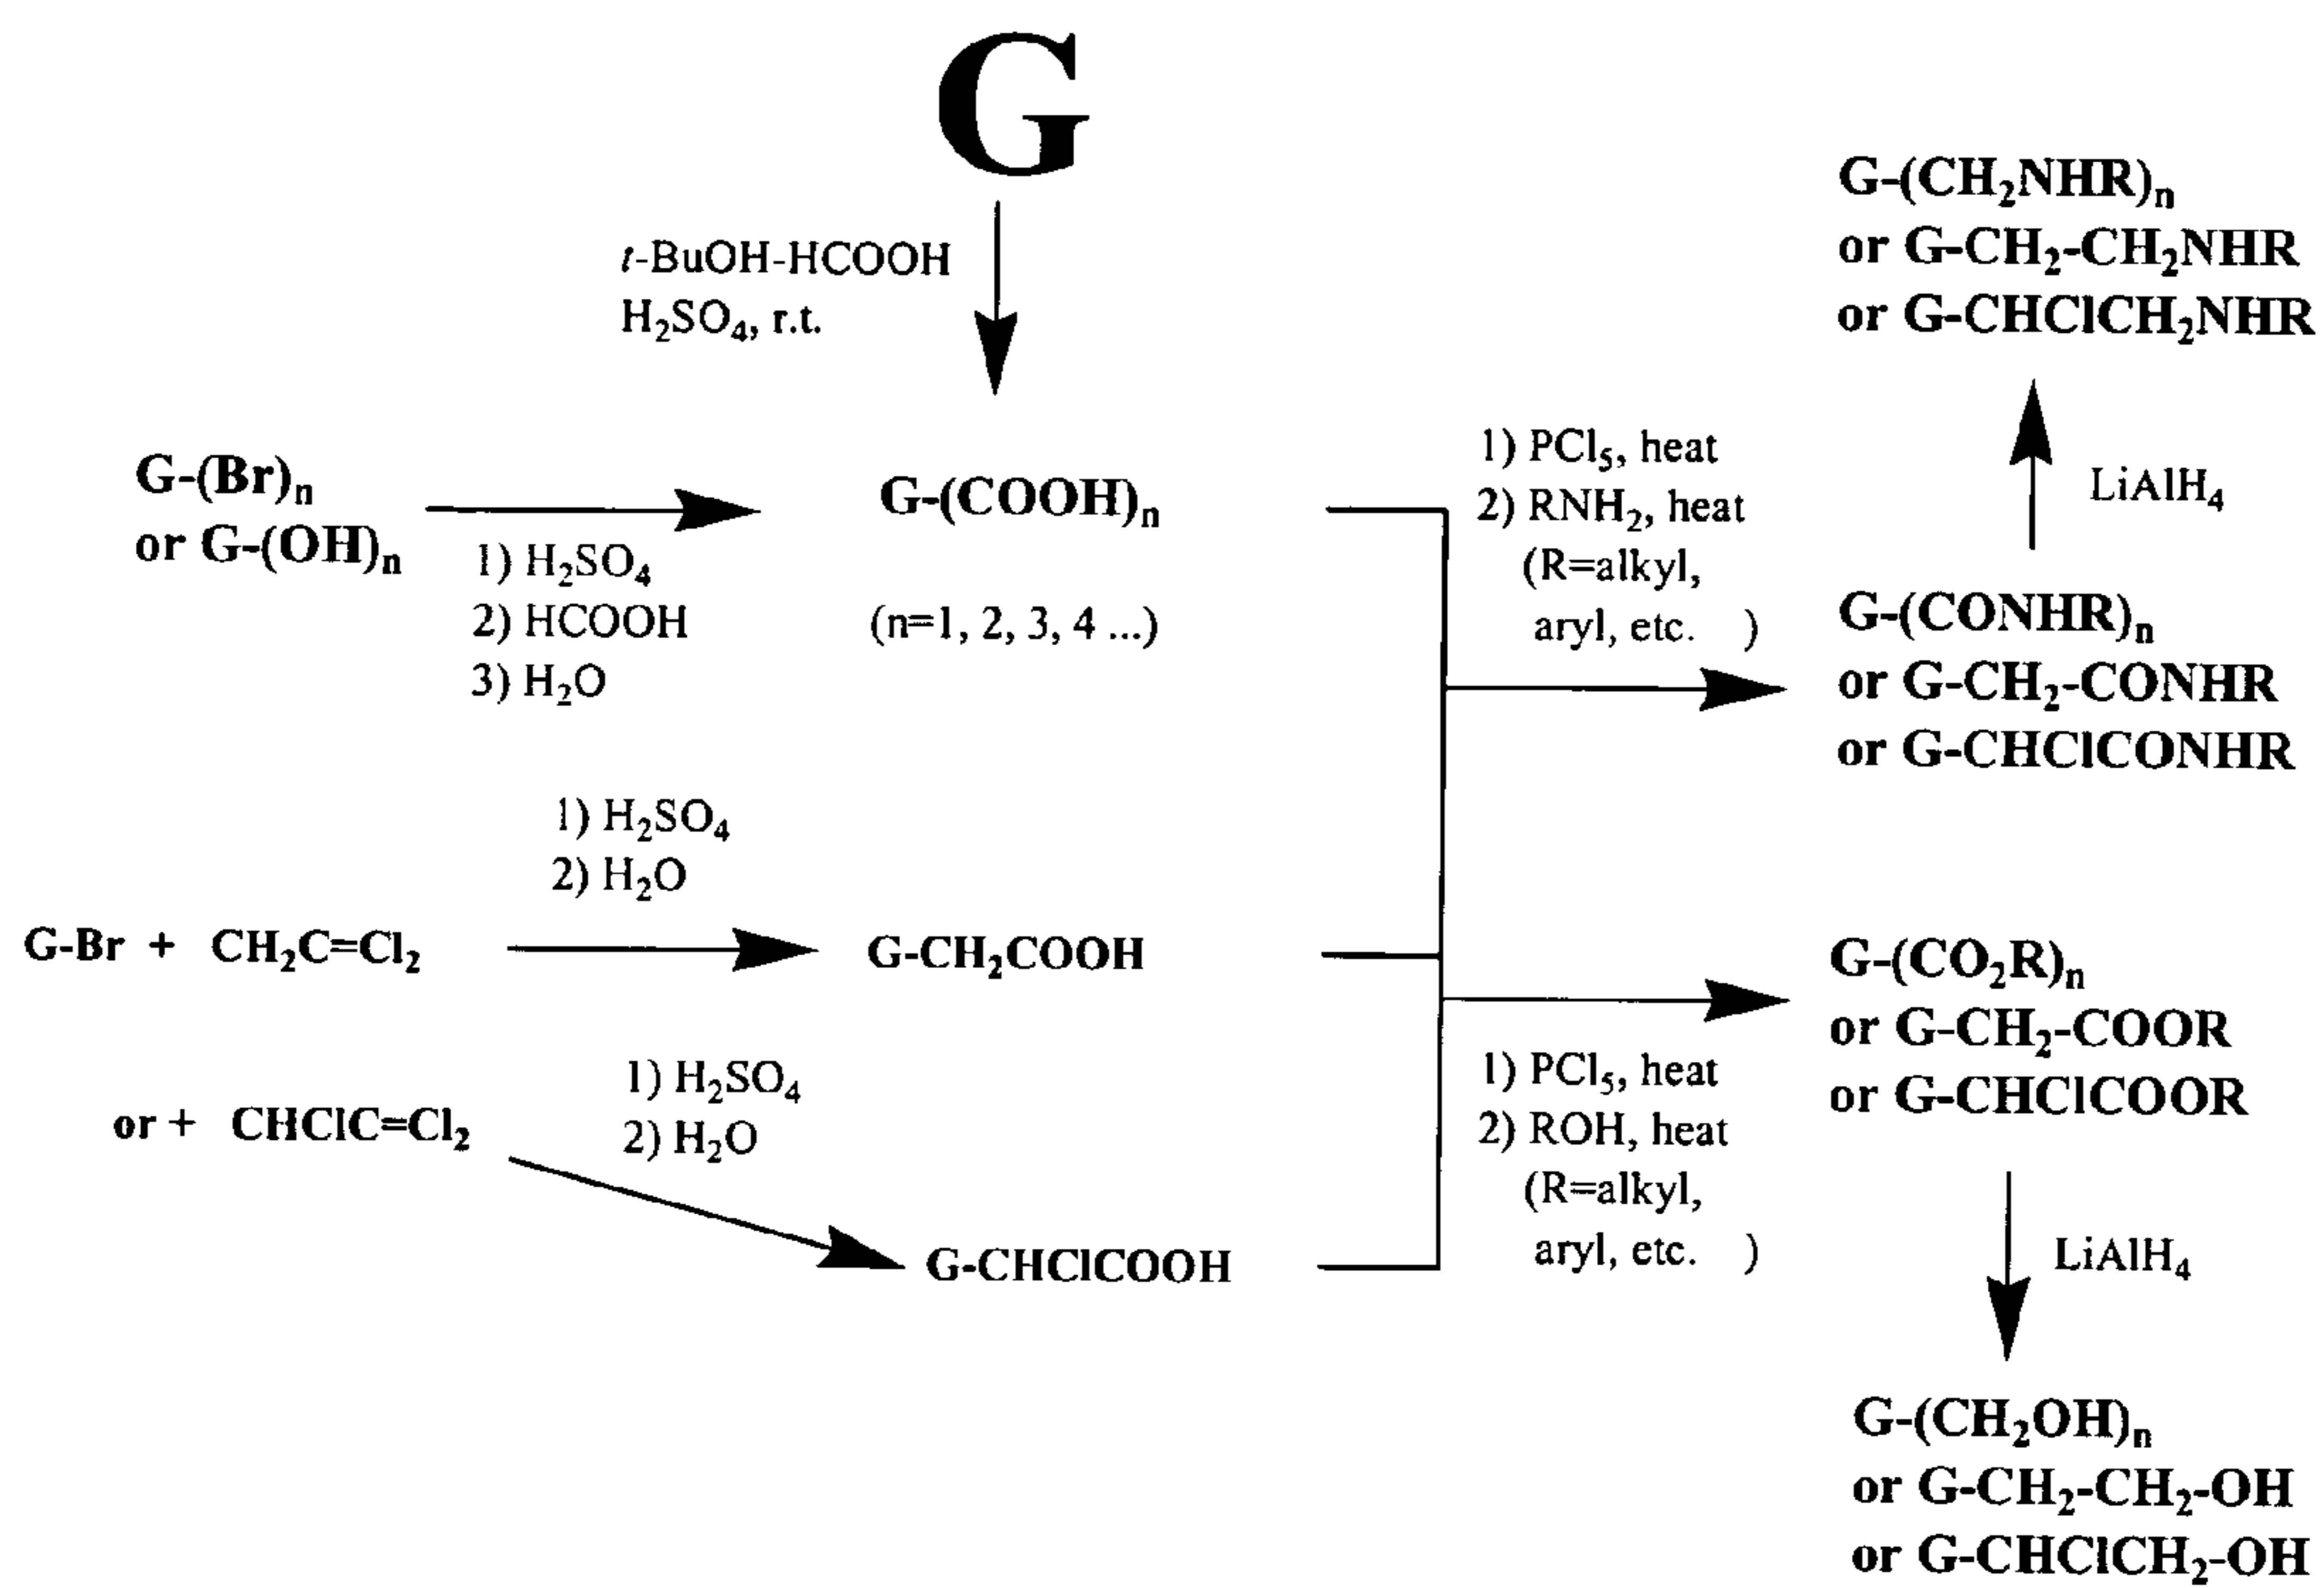 G
t-BuOH-HCOOH
H₂SO₄, r.t.
G-(Br)ₙ
or G-(OH)ₙ
1) H₂SO₄
2) HCOOH
3) H₂O
G-(COOH)ₙ
(n=1, 2, 3, 4 ...)
1) H₂SO₄
2) H₂O
G-Br + CH₂C=Cl₂
G-CH₂COOH
or + CHClC=Cl₂
1) H₂SO₄
2) H₂O
G-CHClCOOH
1) PCl₅, heat
2) RNH₂, heat
(R=alkyl,
aryl, etc. )
G-(CONHR)ₙ
or G-CH₂-CONHR
or G-CHClCONHR
LiAlH₄
G-(CH₂NHR)ₙ
or G-CH₂-CH₂NHR
or G-CHClCH₂NHR
1) PCl₅, heat
2) ROH, heat
(R=alkyl,
aryl, etc. )
G-(CO₂R)ₙ
or G-CH₂-COOR
or G-CHClCOOR
LiAlH₄
G-(CH₂OH)ₙ
or G-CH₂-CH₂-OH
or G-CHClCH₂-OH